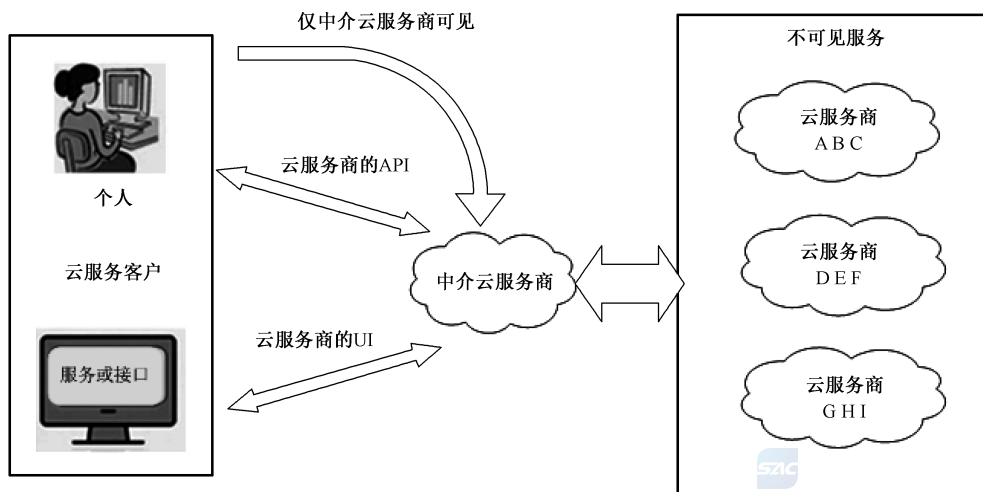 仅中介云服务商可见
不可见服务
云服务商
ABC
云服务商的API
个人
云服务商
DEF
云服务客户
中介云服务商
云服务商的UI
服务或接口
云服务商
GHI
SAC